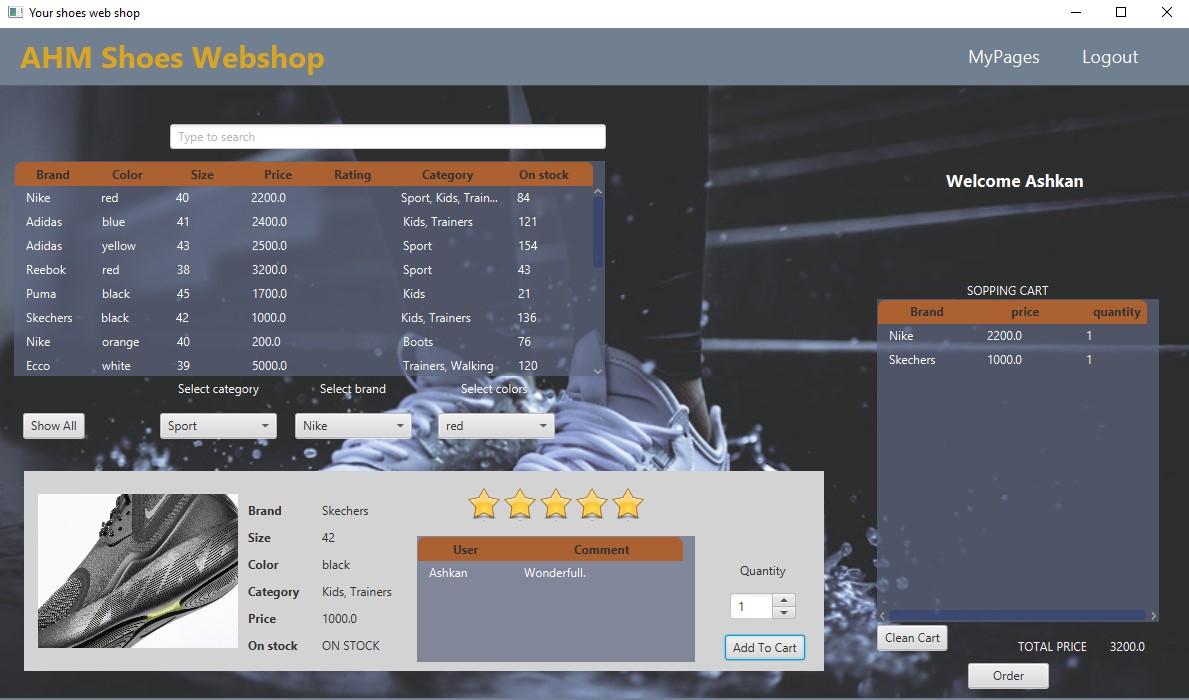 Your shoes web shop
AHM Shoes Webshop
MyPages
Logout
Type to search
Brand Color Size Price Rating Category On stock
Nike red 40 2200.0 Sport, Kids, Train... 84
Adidas blue 41 2400.0 Kids, Trainers 121
Adidas yellow 43 2500.0 Sport 154
Reebok red 38 3200.0 Sport 43
Puma black 45 1700.0 Kids 21
Skechers black 42 1000.0 Kids, Trainers 136
Nike orange 40 200.0 Boots 76
Ecco white 39 5000.0 Trainers, Walking 120
Select category Select brand Select colors
Show All Sport Nike red
Brand Skechers
Size 42
Color black
Category Kids, Trainers
Price 1000.0
On stock ON STOCK
User Comment
Ashkan Wonderfull.
Quantity
1
Add To Cart
Welcome Ashkan
SOPPING CART
Brand price quantity
Nike 2200.0 1
Skechers 1000.0 1
Clean Cart
TOTAL PRICE 3200.0
Order